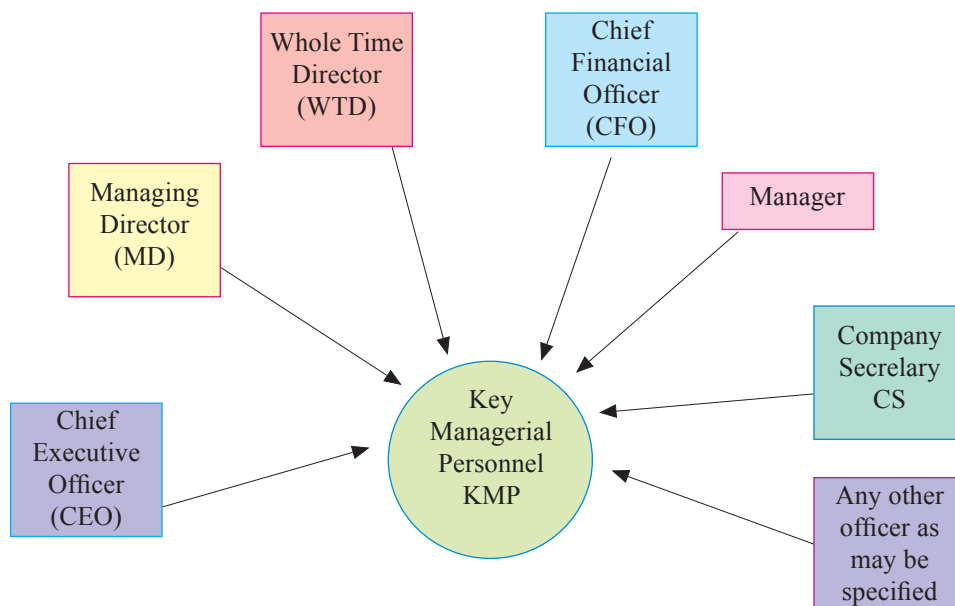 Whole Time
Director
(WTD)
Chief
Financial
Officer
(CFO)
Managing
Director
(MD)
Manager
Company
Secrelary
CS
Chief
Executive
Officer
(CEO)
Key
Managerial
Personnel
KMP
Any other
officer as
may be
specified